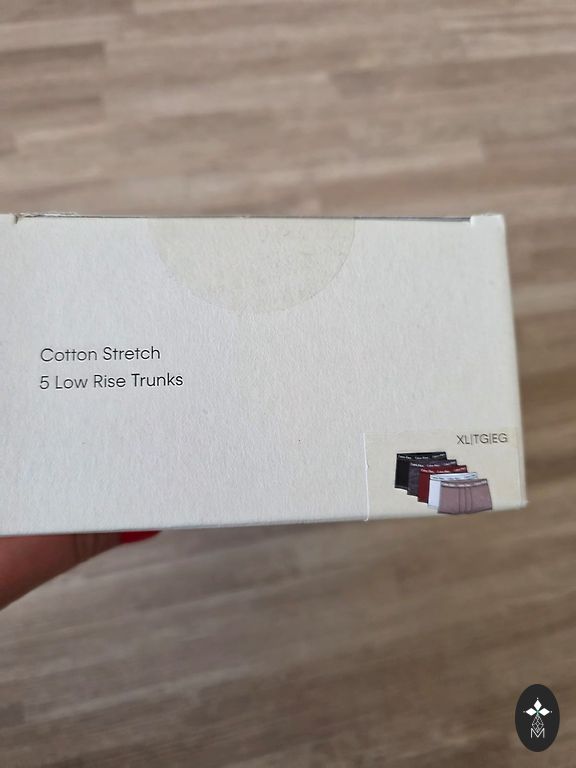 Cotton Stretch
5 Low Rise Trunks
XL|TG|EG